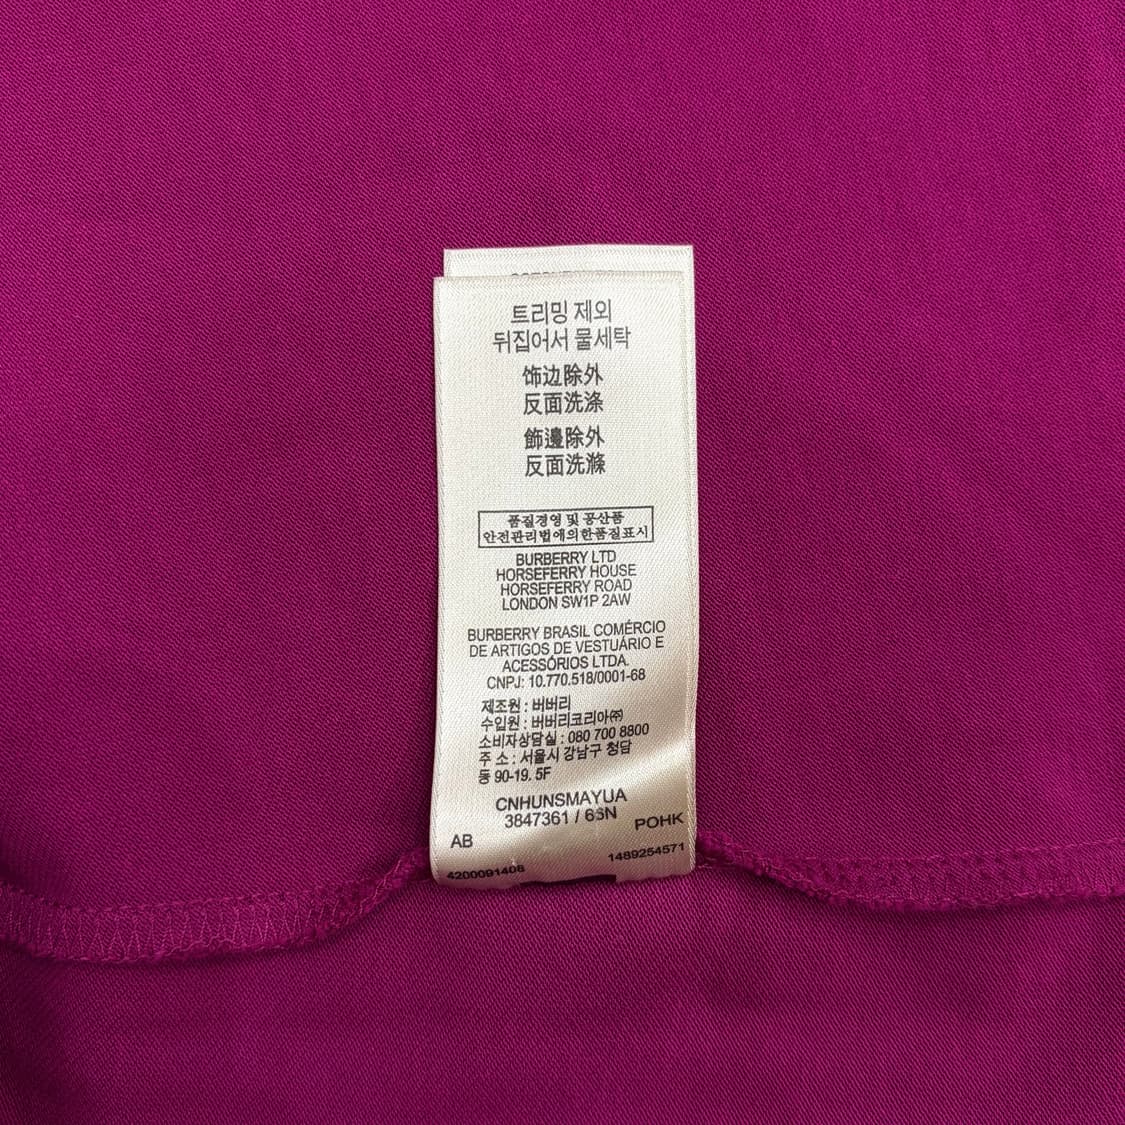 트리밍 제외
뒤집어서 물세탁
饰边除外
反面洗涤
飾邊除外
反面洗滌
품질경영 및 공산품
안전관리법에의한품질표시
BURBERRY LTD
HORSEFERRY HOUSE
HORSEFERRY ROAD
LONDON SW1P 2AW
BURBERRY BRASIL COMÉRCIO
DE ARTIGOS DE VESTUÁRIO E
ACESSÓRIOS LTDA.
CNPJ: 10.770.518/0001-68
제조원 : 버버리
수입원 : 버버리코리아㈜
소비자상담실 : 080 700 8800
주 소 : 서울시 강남구 청담
동 90-19. 5F
CNHUNSMAYUA
3847361 /
AB POHK
4200091408 1489254571